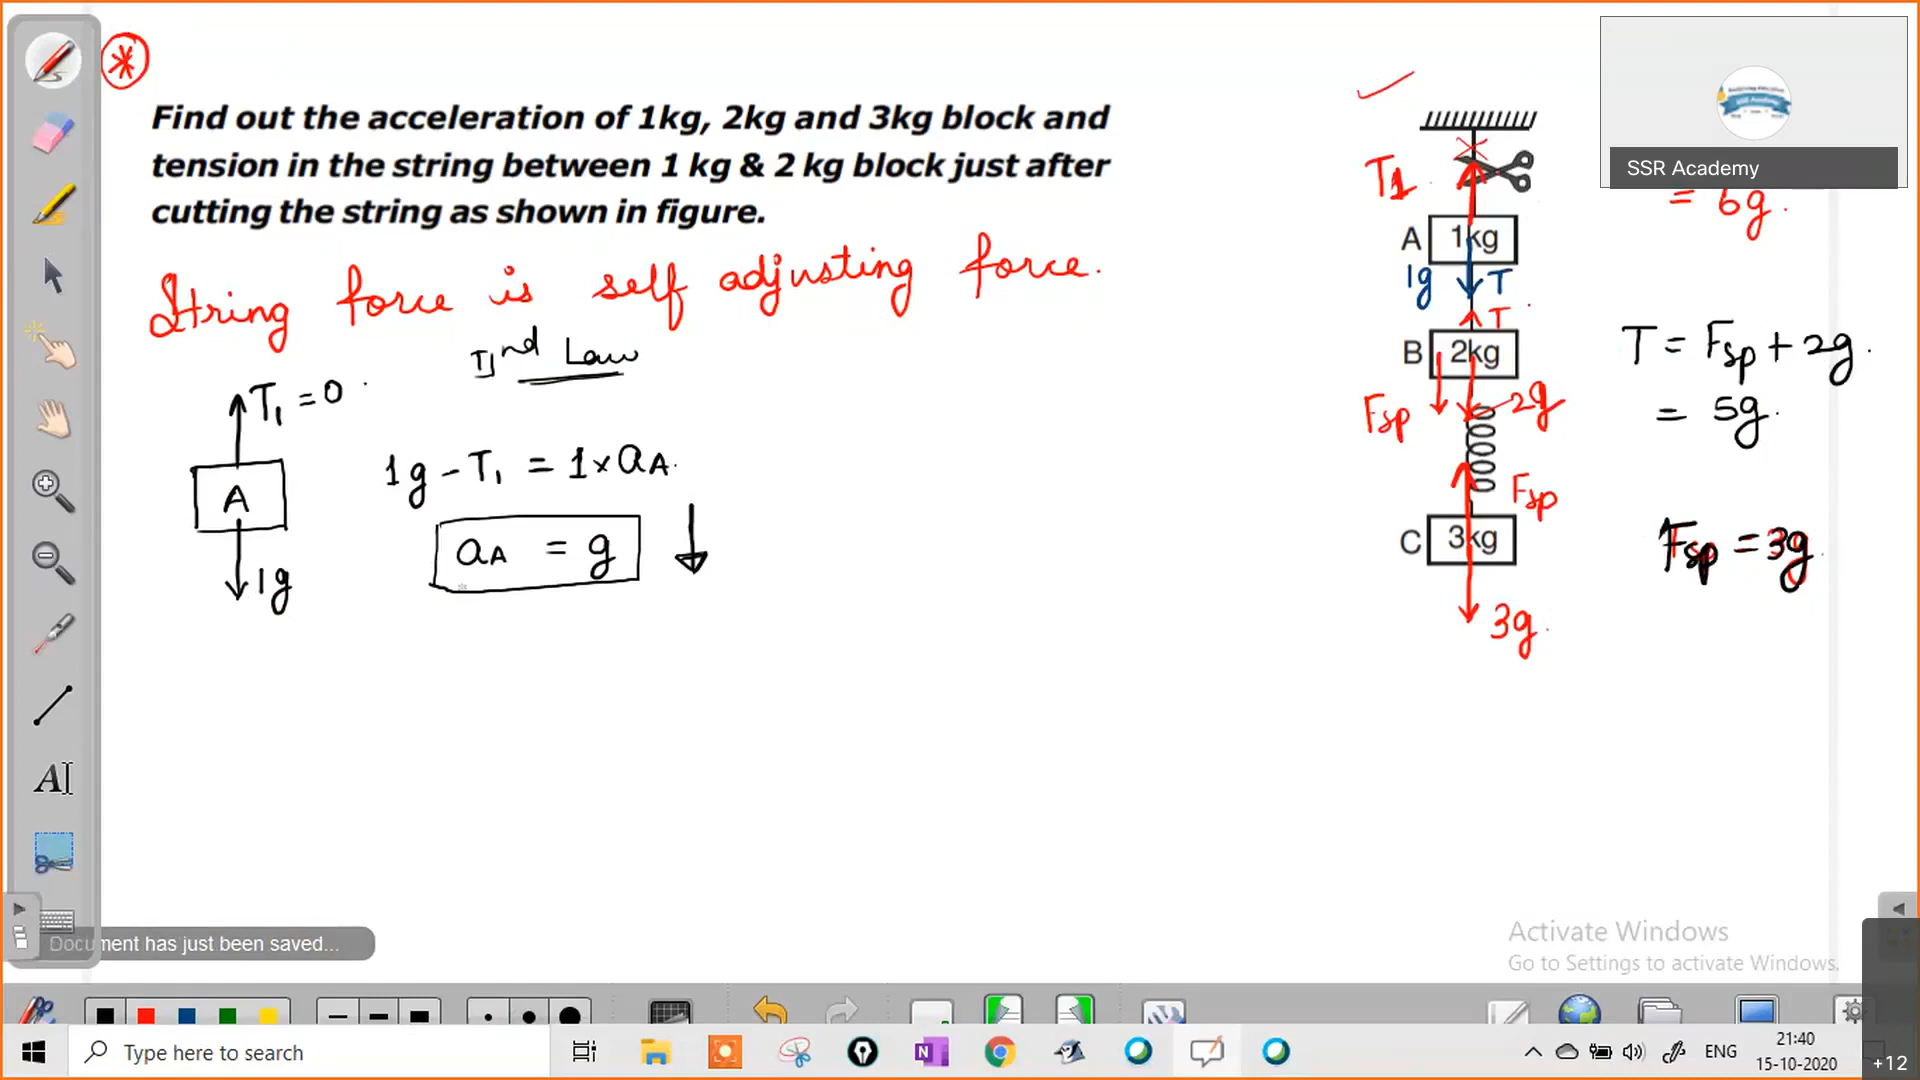 Find out the acceleration of 1kg, 2kg and 3kg block and
tension in the string between 1 kg & 2 kg block just after
cutting the string as shown in figure.
String force is self adjusting force.
IInd Law
T1 = 0
A
1g
1g - T1 = 1 × aA
aA = g
T1
A 1kg
1g T
T
B 2kg
Fsp 2g
Fsp
C 3kg
3g
SSR Academy
= 6g.
T = Fsp + 2g.
= 5g.
Fsp = 3g
Document has just been saved...
Activate Windows
Go to Settings to activate Windows.
Type here to search
ENG
21:40
15-10-2020
+12